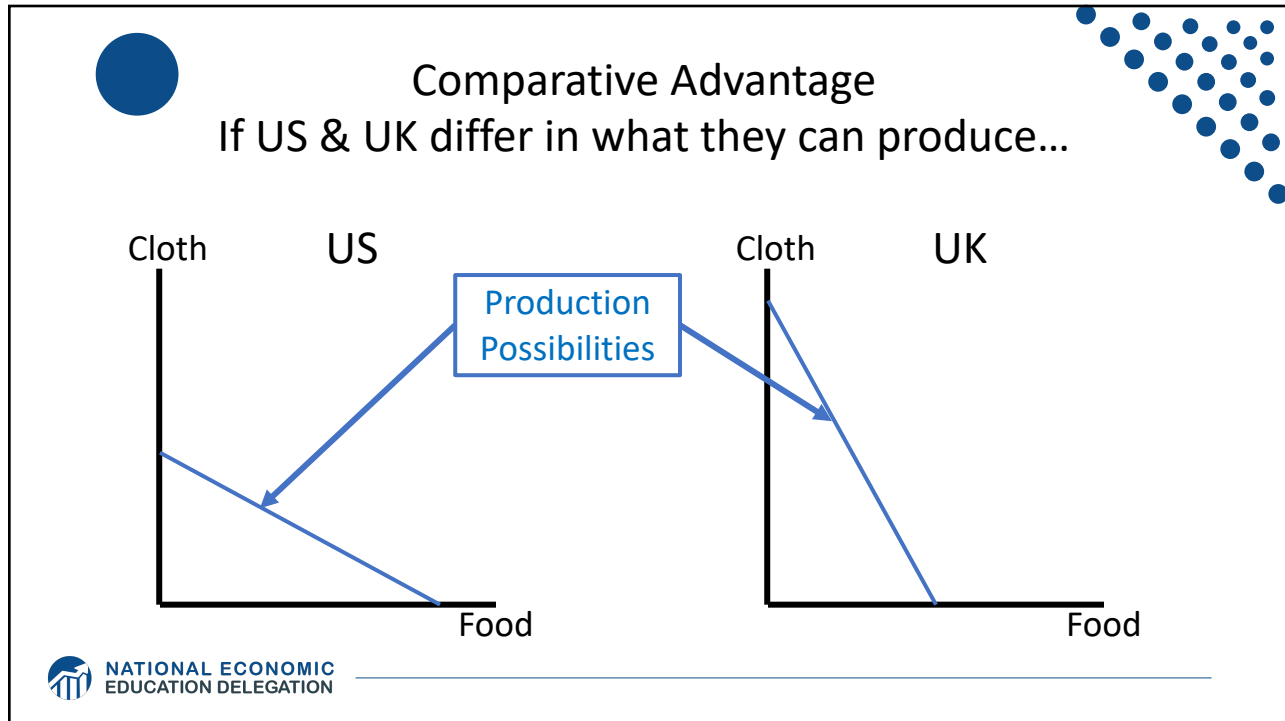 Comparative Advantage
If US & UK differ in what they can produce…
Cloth
US
Cloth
UK
Production
Possibilities
Food
Food
NATIONAL ECONOMIC
EDUCATION DELEGATION